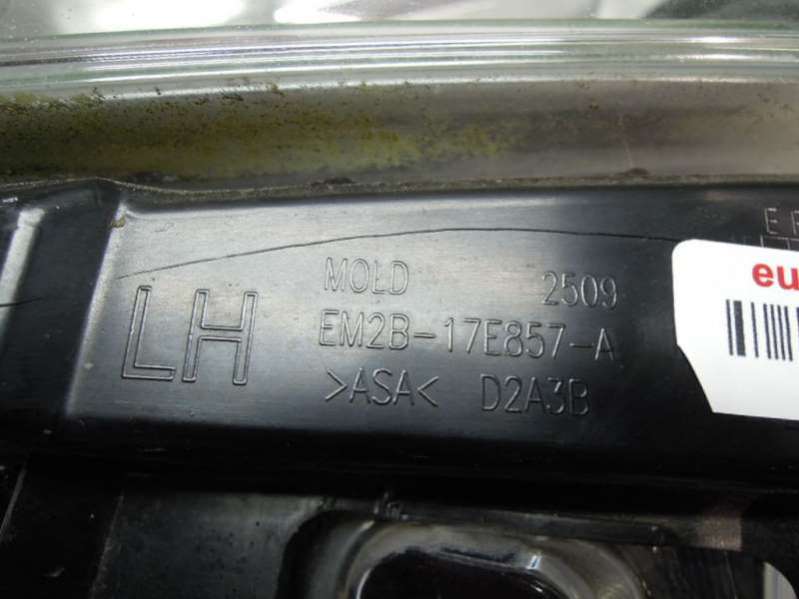 LH
MOLD 2509
EM2B-17E857-A
>ASA< D2A3B
eu